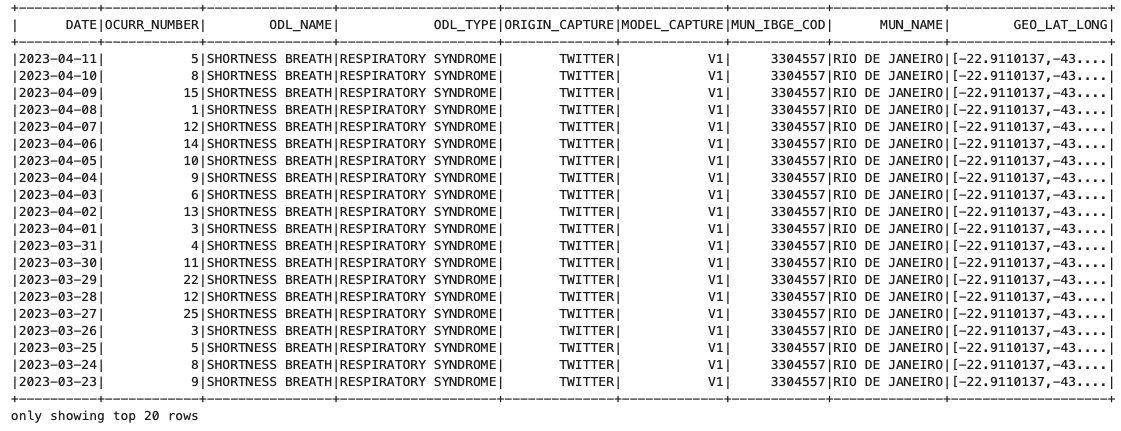 +----------+------------+----------------+--------------------+--------------+-------------+------------+--------------+--------------------+
|      DATE|OCURR_NUMBER|        ODL_NAME|            ODL_TYPE|ORIGIN_CAPTURE|MODEL_CAPTURE|MUN_IBGE_COD|      MUN_NAME|        GEO_LAT_LONG|
+----------+------------+----------------+--------------------+--------------+-------------+------------+--------------+--------------------+
|2023-04-11|           5|SHORTNESS BREATH|RESPIRATORY SYNDROME|       TWITTER|           V1|     3304557|RIO DE JANEIRO|[-22.9110137,-43....|
|2023-04-10|           8|SHORTNESS BREATH|RESPIRATORY SYNDROME|       TWITTER|           V1|     3304557|RIO DE JANEIRO|[-22.9110137,-43....|
|2023-04-09|          15|SHORTNESS BREATH|RESPIRATORY SYNDROME|       TWITTER|           V1|     3304557|RIO DE JANEIRO|[-22.9110137,-43....|
|2023-04-08|           1|SHORTNESS BREATH|RESPIRATORY SYNDROME|       TWITTER|           V1|     3304557|RIO DE JANEIRO|[-22.9110137,-43....|
|2023-04-07|          12|SHORTNESS BREATH|RESPIRATORY SYNDROME|       TWITTER|           V1|     3304557|RIO DE JANEIRO|[-22.9110137,-43....|
|2023-04-06|          14|SHORTNESS BREATH|RESPIRATORY SYNDROME|       TWITTER|           V1|     3304557|RIO DE JANEIRO|[-22.9110137,-43....|
|2023-04-05|          10|SHORTNESS BREATH|RESPIRATORY SYNDROME|       TWITTER|           V1|     3304557|RIO DE JANEIRO|[-22.9110137,-43....|
|2023-04-04|           9|SHORTNESS BREATH|RESPIRATORY SYNDROME|       TWITTER|           V1|     3304557|RIO DE JANEIRO|[-22.9110137,-43....|
|2023-04-03|           6|SHORTNESS BREATH|RESPIRATORY SYNDROME|       TWITTER|           V1|     3304557|RIO DE JANEIRO|[-22.9110137,-43....|
|2023-04-02|          13|SHORTNESS BREATH|RESPIRATORY SYNDROME|       TWITTER|           V1|     3304557|RIO DE JANEIRO|[-22.9110137,-43....|
|2023-04-01|           3|SHORTNESS BREATH|RESPIRATORY SYNDROME|       TWITTER|           V1|     3304557|RIO DE JANEIRO|[-22.9110137,-43....|
|2023-03-31|           4|SHORTNESS BREATH|RESPIRATORY SYNDROME|       TWITTER|           V1|     3304557|RIO DE JANEIRO|[-22.9110137,-43....|
|2023-03-30|          11|SHORTNESS BREATH|RESPIRATORY SYNDROME|       TWITTER|           V1|     3304557|RIO DE JANEIRO|[-22.9110137,-43....|
|2023-03-29|          22|SHORTNESS BREATH|RESPIRATORY SYNDROME|       TWITTER|           V1|     3304557|RIO DE JANEIRO|[-22.9110137,-43....|
|2023-03-28|          12|SHORTNESS BREATH|RESPIRATORY SYNDROME|       TWITTER|           V1|     3304557|RIO DE JANEIRO|[-22.9110137,-43....|
|2023-03-27|          25|SHORTNESS BREATH|RESPIRATORY SYNDROME|       TWITTER|           V1|     3304557|RIO DE JANEIRO|[-22.9110137,-43....|
|2023-03-26|           3|SHORTNESS BREATH|RESPIRATORY SYNDROME|       TWITTER|           V1|     3304557|RIO DE JANEIRO|[-22.9110137,-43....|
|2023-03-25|           5|SHORTNESS BREATH|RESPIRATORY SYNDROME|       TWITTER|           V1|     3304557|RIO DE JANEIRO|[-22.9110137,-43....|
|2023-03-24|           8|SHORTNESS BREATH|RESPIRATORY SYNDROME|       TWITTER|           V1|     3304557|RIO DE JANEIRO|[-22.9110137,-43....|
|2023-03-23|           9|SHORTNESS BREATH|RESPIRATORY SYNDROME|       TWITTER|           V1|     3304557|RIO DE JANEIRO|[-22.9110137,-43....|
+----------+------------+----------------+--------------------+--------------+-------------+------------+--------------+--------------------+
only showing top 20 rows